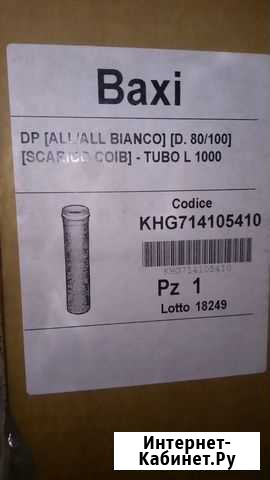 Baxi
DP [ALL/ALL BIANCO] [D. 80/100]
[SCARICO COIB] - TUBO L 1000
Codice
KHG714105410
KHG714105410
Pz 1
Lotto 18249
Интернет-
Кабинет.Ру